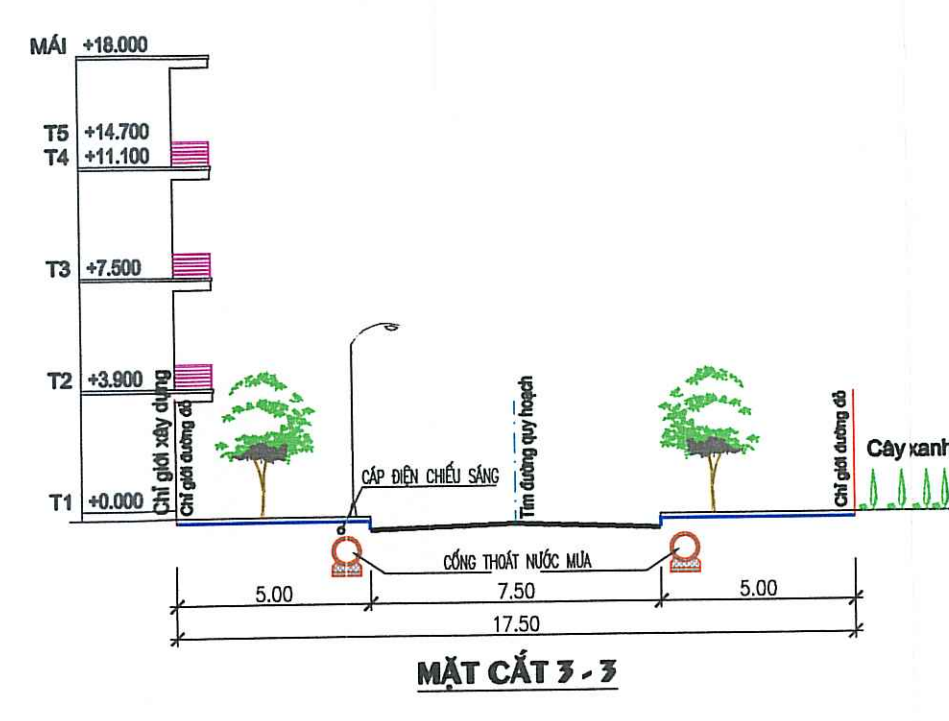 MÁI +18.000
T5 +14.700
T4 +11.100
T3 +7.500
T2 +3.900
T1 +0.000
Chỉ giới xây dựng
Chỉ giới đường đỏ
CÁP ĐIỆN CHIẾU SÁNG
Tim đường quy hoạch
Chỉ giới đường đỏ
Cây xanh
CỐNG THOÁT NƯỚC MƯA
5.00 7.50 5.00
17.50
MẶT CẮT 3 - 3